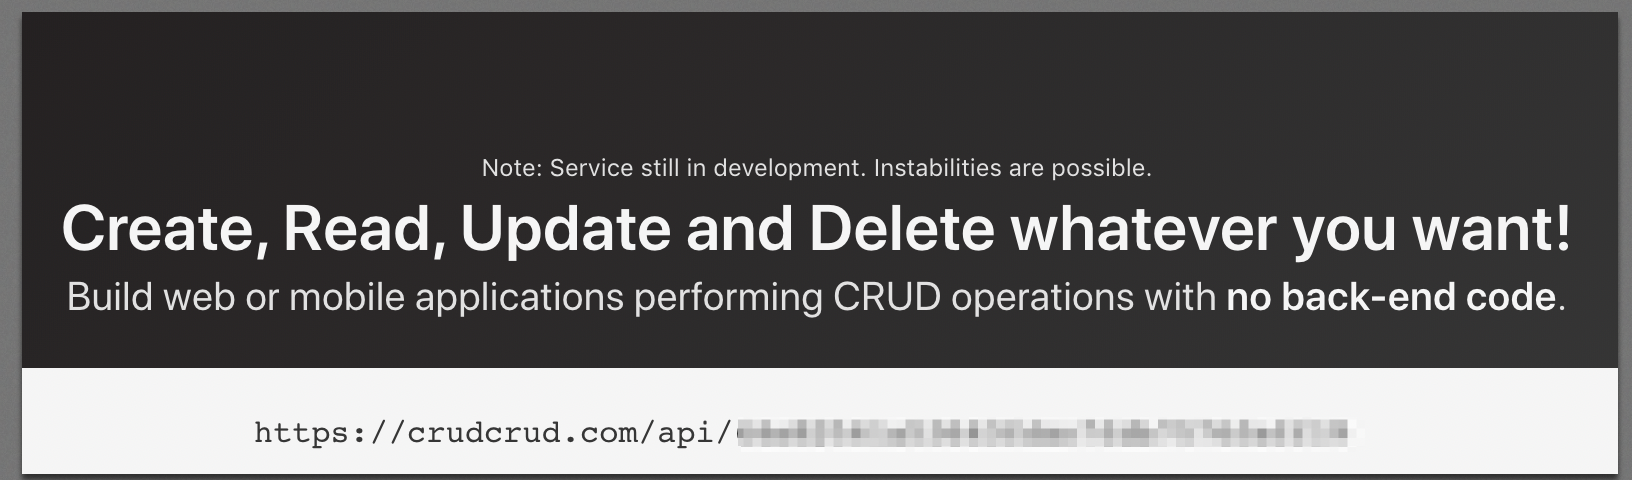 Note: Service still in development. Instabilities are possible.
Create, Read, Update and Delete whatever you want!
Build web or mobile applications performing CRUD operations with no back-end code.
https://crudcrud.com/api/